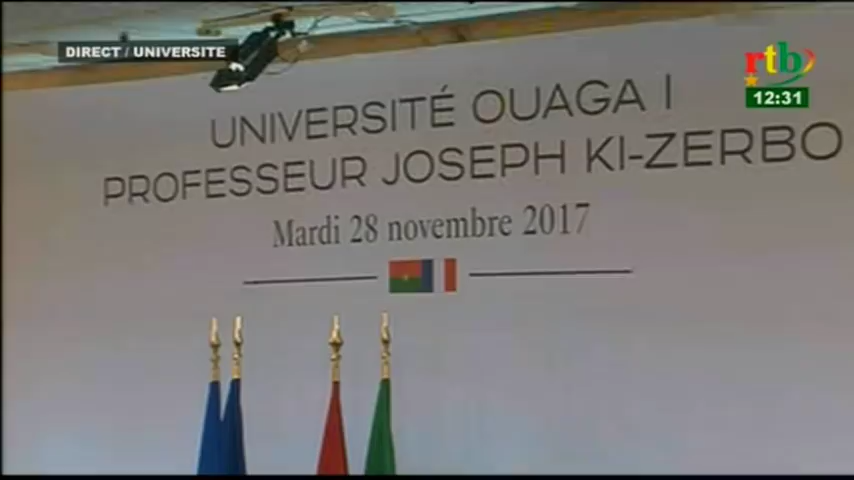 DIRECT / UNIVERSITE
rtb
12:31
UNIVERSITÉ OUAGA I
PROFESSEUR JOSEPH KI-ZERBO
Mardi 28 novembre 2017